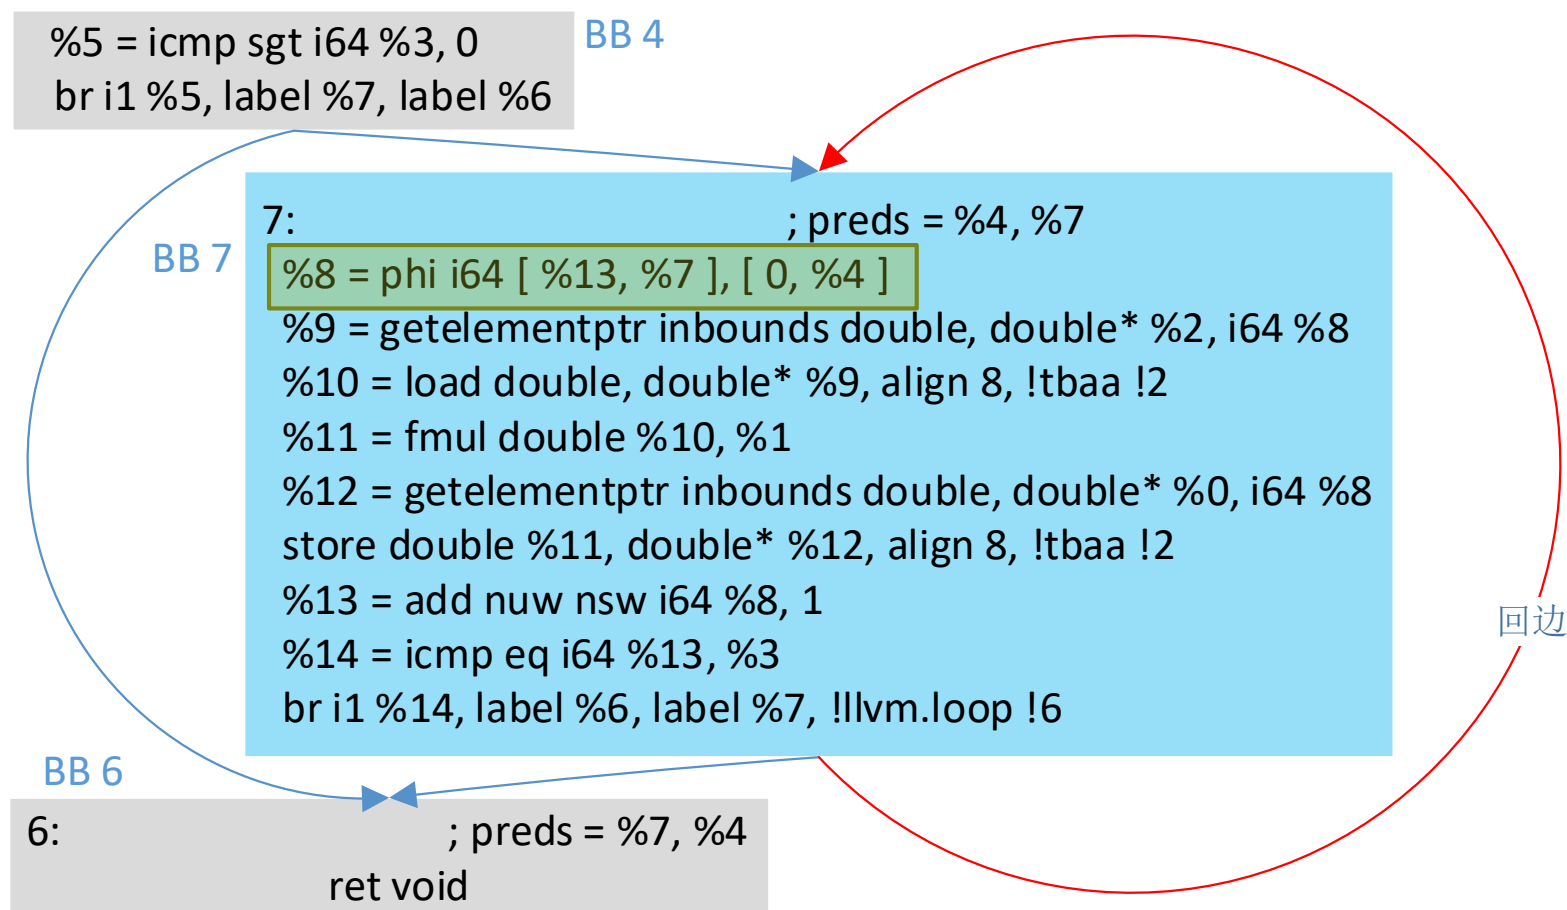 %5 = icmp sgt i64 %3, 0
br i1 %5, label %7, label %6
BB 4
7: ; preds = %4, %7
BB 7
%8 = phi i64 [ %13, %7 ], [ 0, %4 ]
%9 = getelementptr inbounds double, double* %2, i64 %8
%10 = load double, double* %9, align 8, !tbaa !2
%11 = fmul double %10, %1
%12 = getelementptr inbounds double, double* %0, i64 %8
store double %11, double* %12, align 8, !tbaa !2
%13 = add nuw nsw i64 %8, 1
%14 = icmp eq i64 %13, %3
br i1 %14, label %6, label %7, !llvm.loop !6
回边
BB 6
6: ; preds = %7, %4
ret void